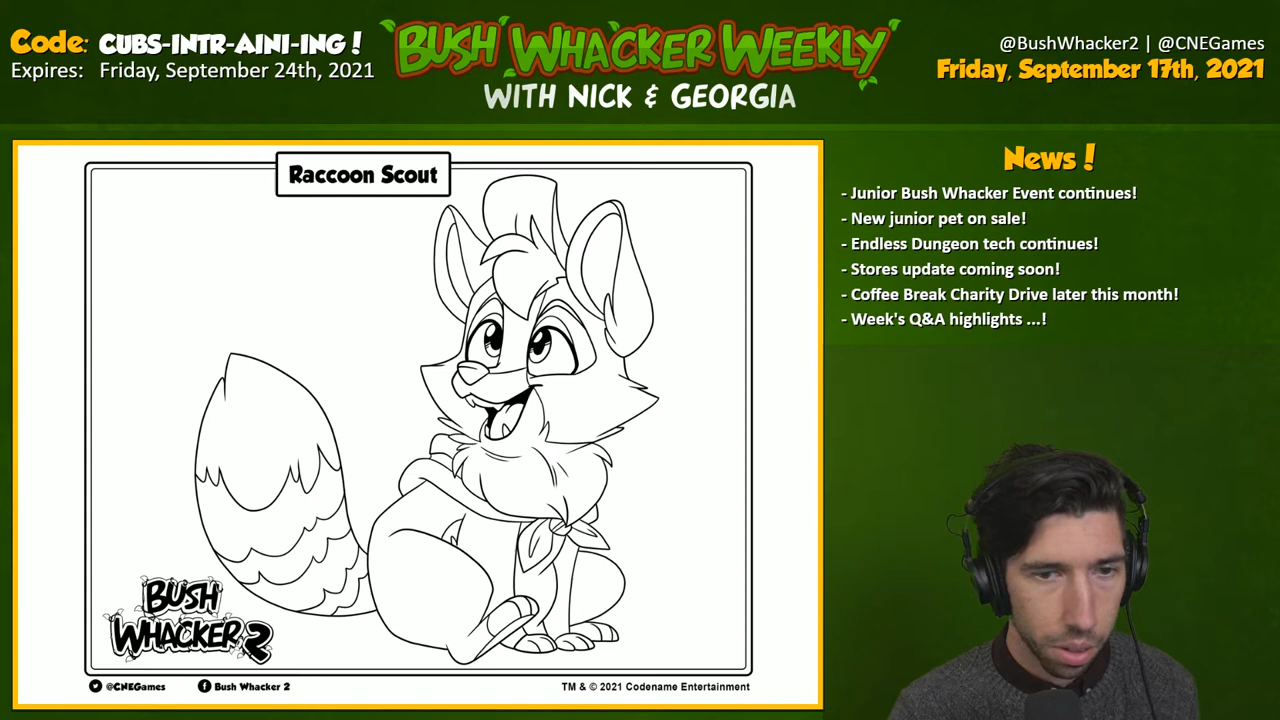 Code: CUBS-INTR-AINI-ING!
Expires: Friday, September 24th, 2021
BUSH WHACKER WEEKLY
WITH NICK & GEORGIA
@BushWhacker2 | @CNEGames
Friday, September 17th, 2021
Raccoon Scout
BUSH
WHACKER 2
@CNEGames
Bush Whacker 2
TM & © 2021 Codename Entertainment
News!
- Junior Bush Whacker Event continues!
- New junior pet on sale!
- Endless Dungeon tech continues!
- Stores update coming soon!
- Coffee Break Charity Drive later this month!
- Week's Q&A highlights ...!